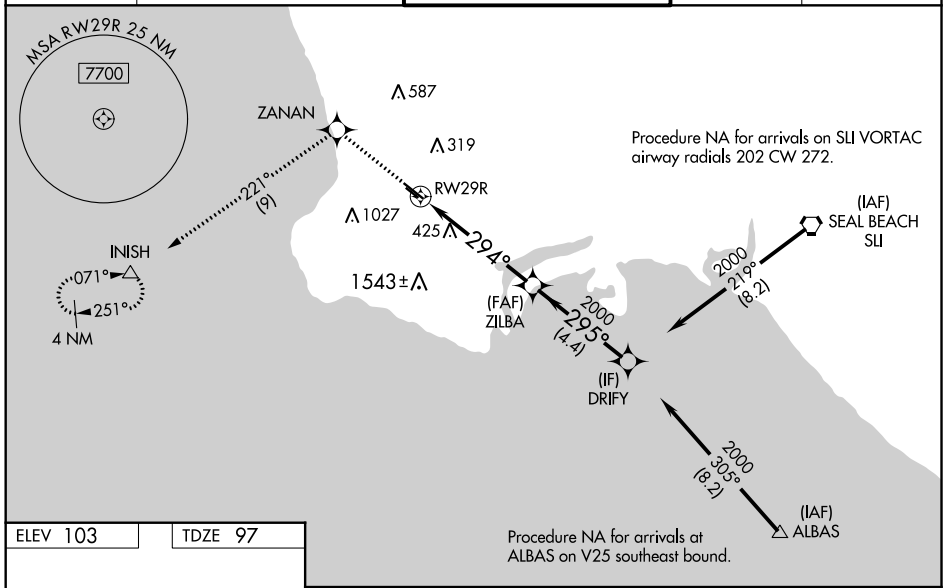 MSA RW29R 25 NM
7700
587
ZANAN
319
Procedure NA for arrivals on SLI VORTAC
airway radials 202 CW 272.
RW29R
221°
(9)
1027
425
(IAF)
SEAL BEACH
SLI
294°
INISH
071°
251°
4 NM
1543±
2000
219°
(8.2)
(FAF)
ZILBA
2000
295°
(4.4)
(IF)
DRIFY
2000
305°
(8.2)
(IAF)
ALBAS
ELEV 103
TDZE 97
Procedure NA for arrivals at
ALBAS on V25 southeast bound.